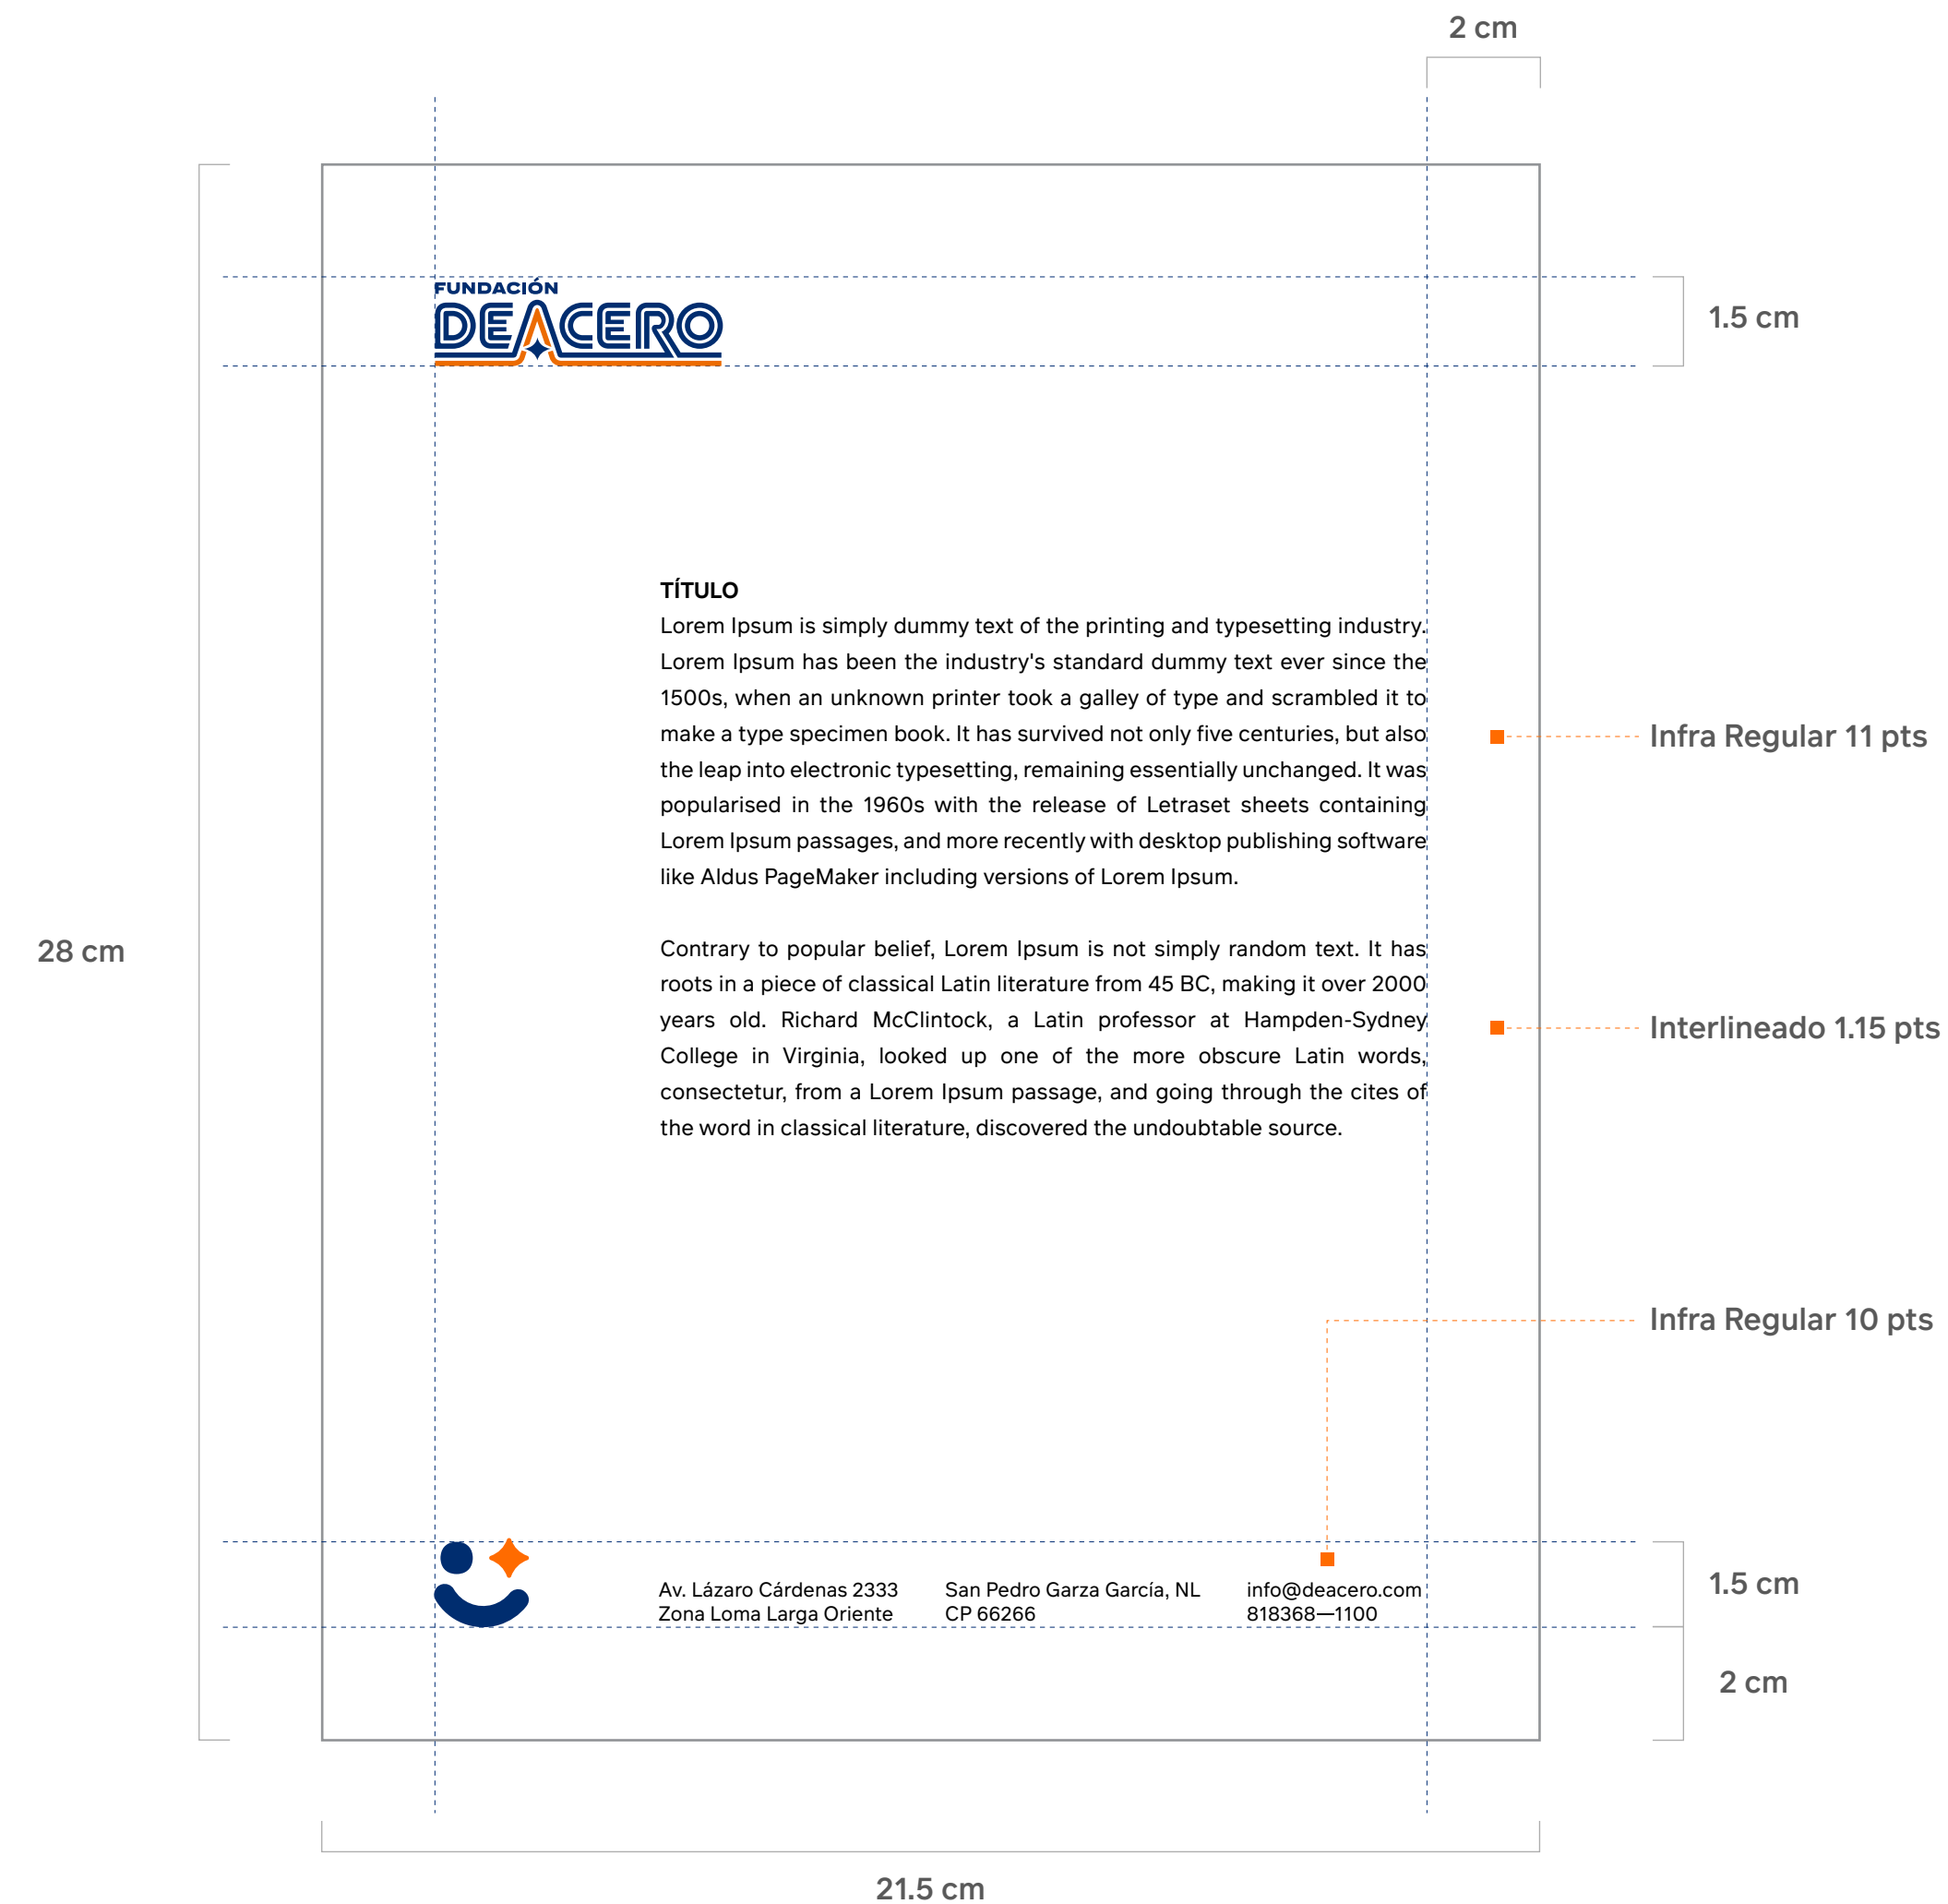 2 cm
FUNDACIÓN
DEACERO
1.5 cm
TÍTULO
Lorem Ipsum is simply dummy text of the printing and typesetting industry.
Lorem Ipsum has been the industry's standard dummy text ever since the
1500s, when an unknown printer took a galley of type and scrambled it to
make a type specimen book. It has survived not only five centuries, but also
the leap into electronic typesetting, remaining essentially unchanged. It was
popularised in the 1960s with the release of Letraset sheets containing
Lorem Ipsum passages, and more recently with desktop publishing software
like Aldus PageMaker including versions of Lorem Ipsum.
Infra Regular 11 pts
28 cm
Contrary to popular belief, Lorem Ipsum is not simply random text. It has
roots in a piece of classical Latin literature from 45 BC, making it over 2000
years old. Richard McClintock, a Latin professor at Hampden-Sydney
College in Virginia, looked up one of the more obscure Latin words,
consectetur, from a Lorem Ipsum passage, and going through the cites of
the word in classical literature, discovered the undoubtable source.
Interlineado 1.15 pts
Infra Regular 10 pts
Av. Lázaro Cárdenas 2333
Zona Loma Larga Oriente
San Pedro Garza García, NL
CP 66266
info@deacero.com
818368—1100
1.5 cm
2 cm
21.5 cm